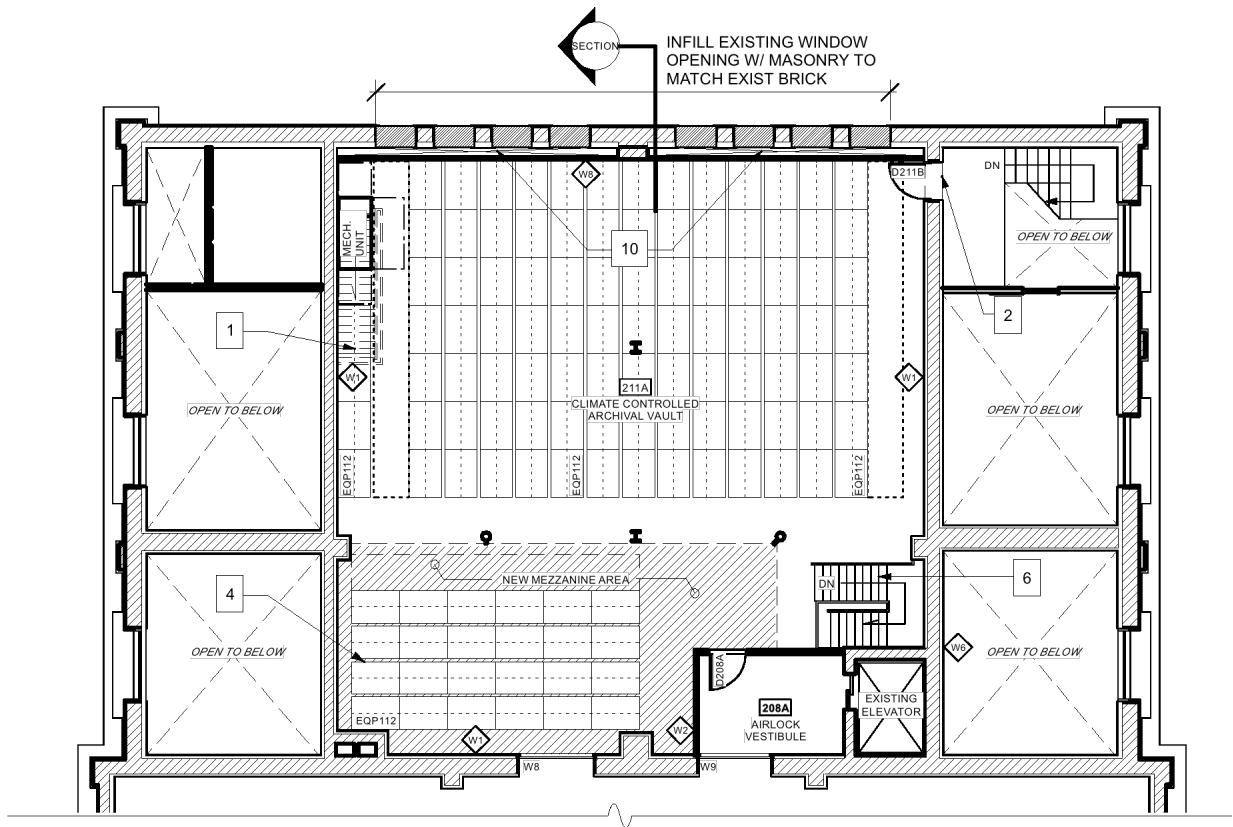 SECTION
INFILL EXISTING WINDOW
OPENING W/ MASONRY TO
MATCH EXIST BRICK
W8
D211B
DN
MECH.
UNIT
10
OPEN TO BELOW
1
2
W1
W1
211A
CLIMATE CONTROLLED
ARCHIVAL VAULT
OPEN TO BELOW
OPEN TO BELOW
EQP112
EQP112
EQP112
NEW MEZZANINE AREA
DN
6
4
OPEN TO BELOW
W6
OPEN TO BELOW
D208A
EXISTING
ELEVATOR
208A
AIRLOCK
VESTIBULE
EQP112
W1
W2
W8
W9